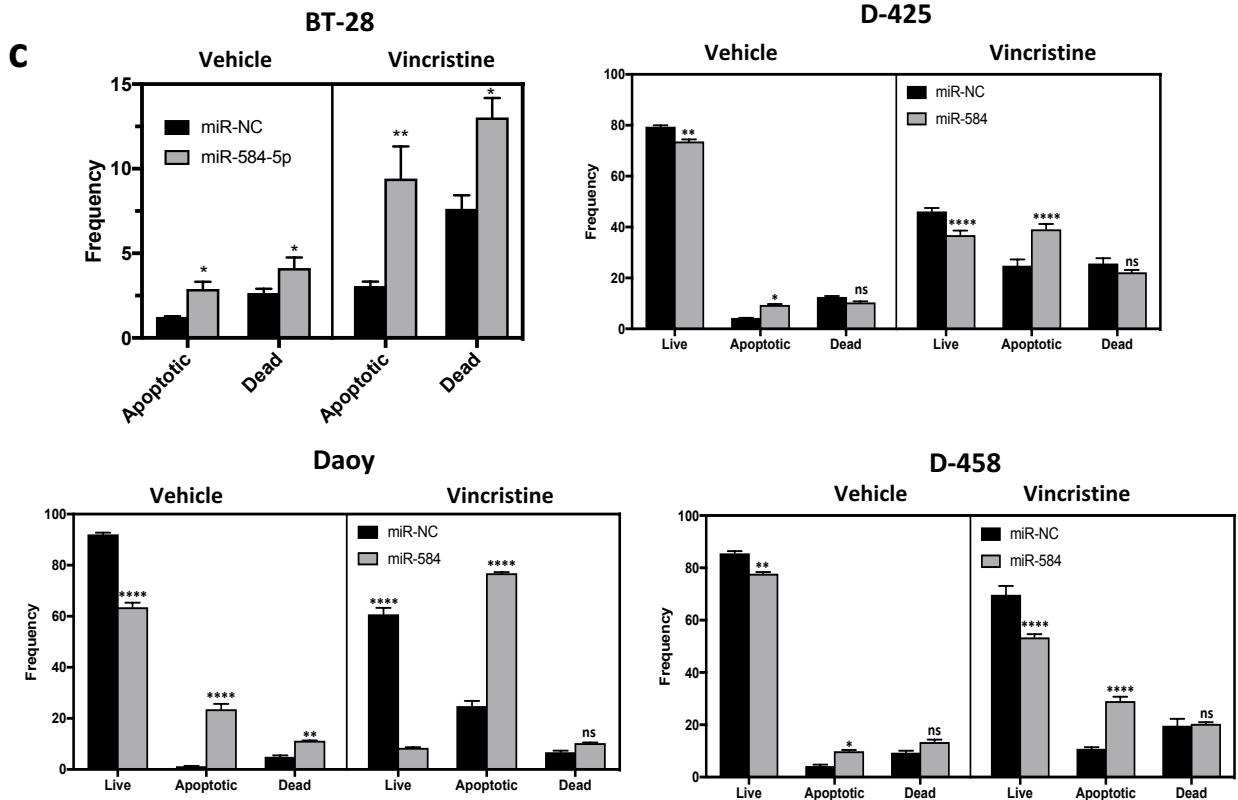 c
BT-28
Vehicle Vincristine
Frequency
15
10
5
0
miR-NC
miR-584-5p
* * ** *
Apoptotic Dead Apoptotic Dead
D-425
Vehicle Vincristine
Frequency
100
80
60
40
20
0
miR-NC
miR-584
** * ns **** **** ns
Live Apoptotic Dead Live Apoptotic Dead
Daoy
Vehicle Vincristine
Frequency
100
80
60
40
20
0
miR-NC
miR-584
**** **** ** **** **** ns
Live Apoptotic Dead Live Apoptotic Dead
D-458
Vehicle Vincristine
Frequency
100
80
60
40
20
0
miR-NC
miR-584
** * ns **** **** ns
Live Apoptotic Dead Live Apoptotic Dead